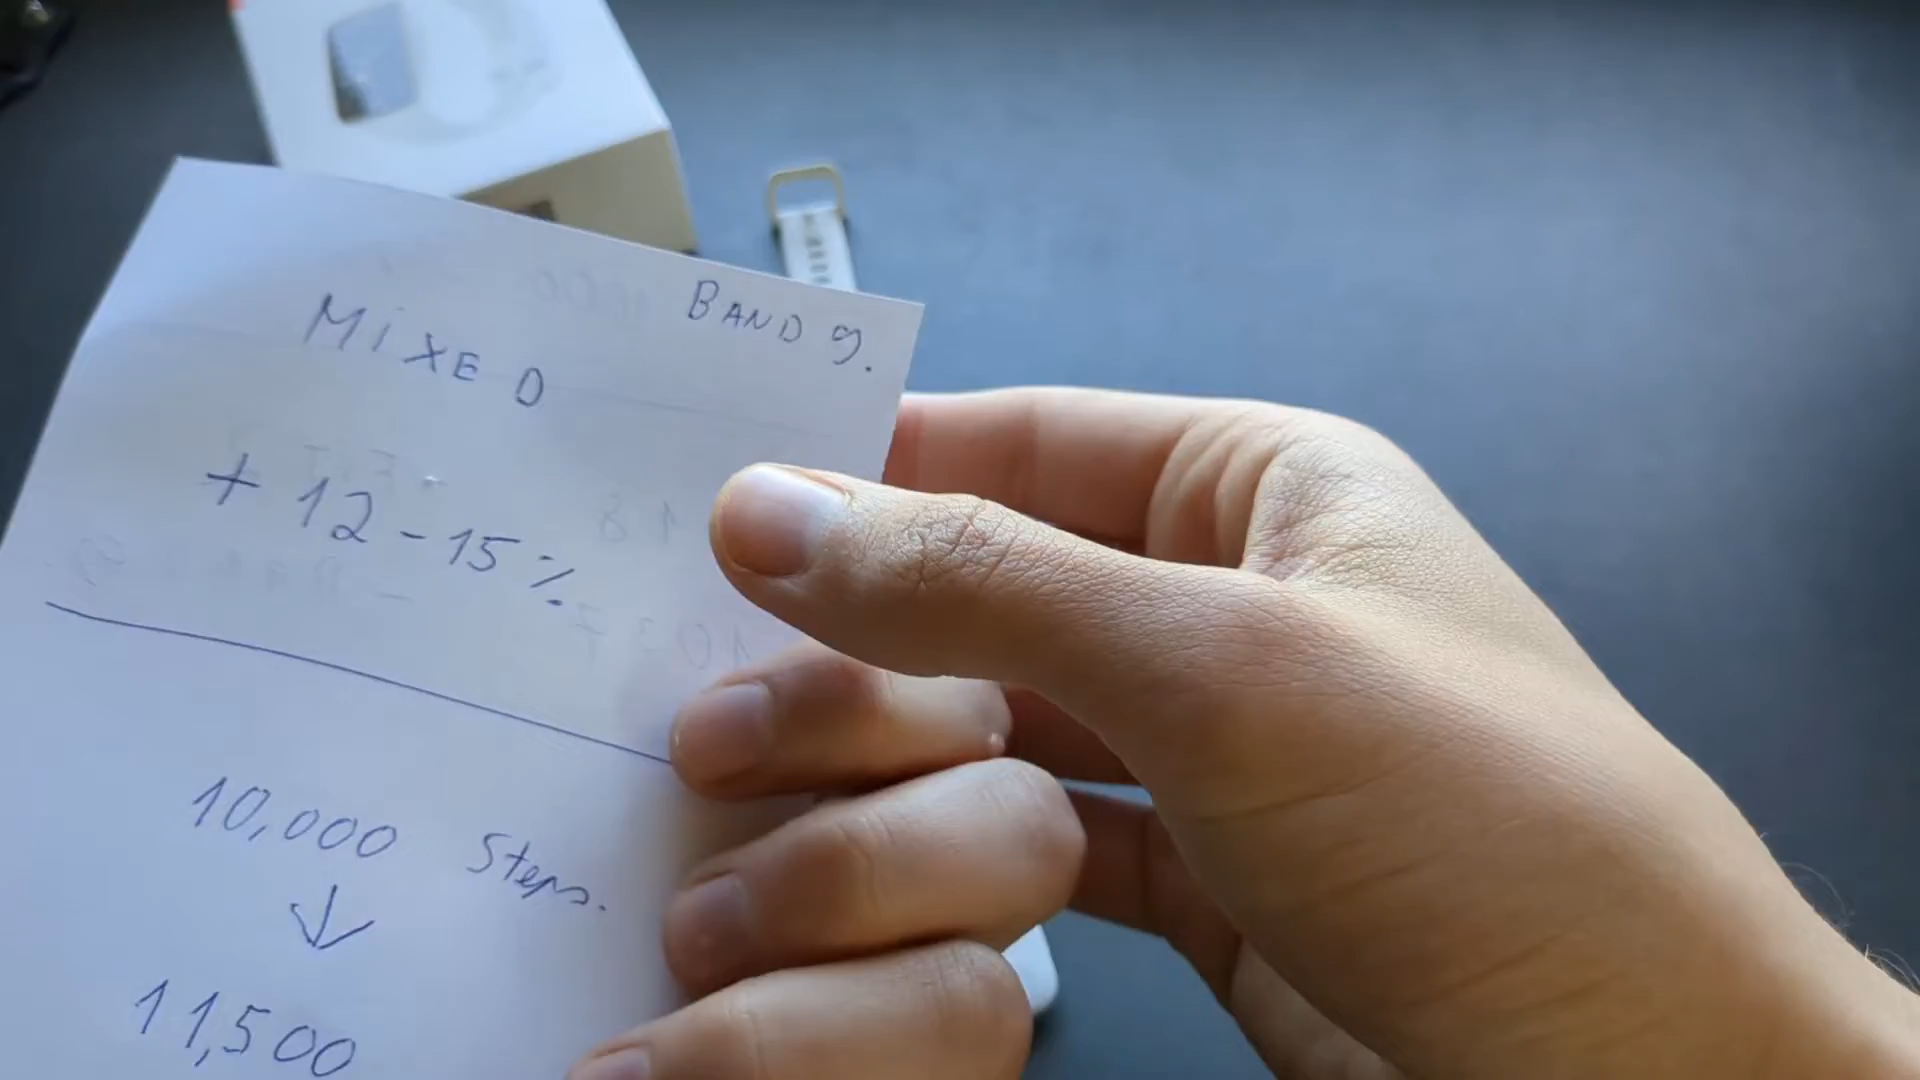 BAND 9.
MiXED
+ 12 - 15%
10,000 Steps.
↓
11,500